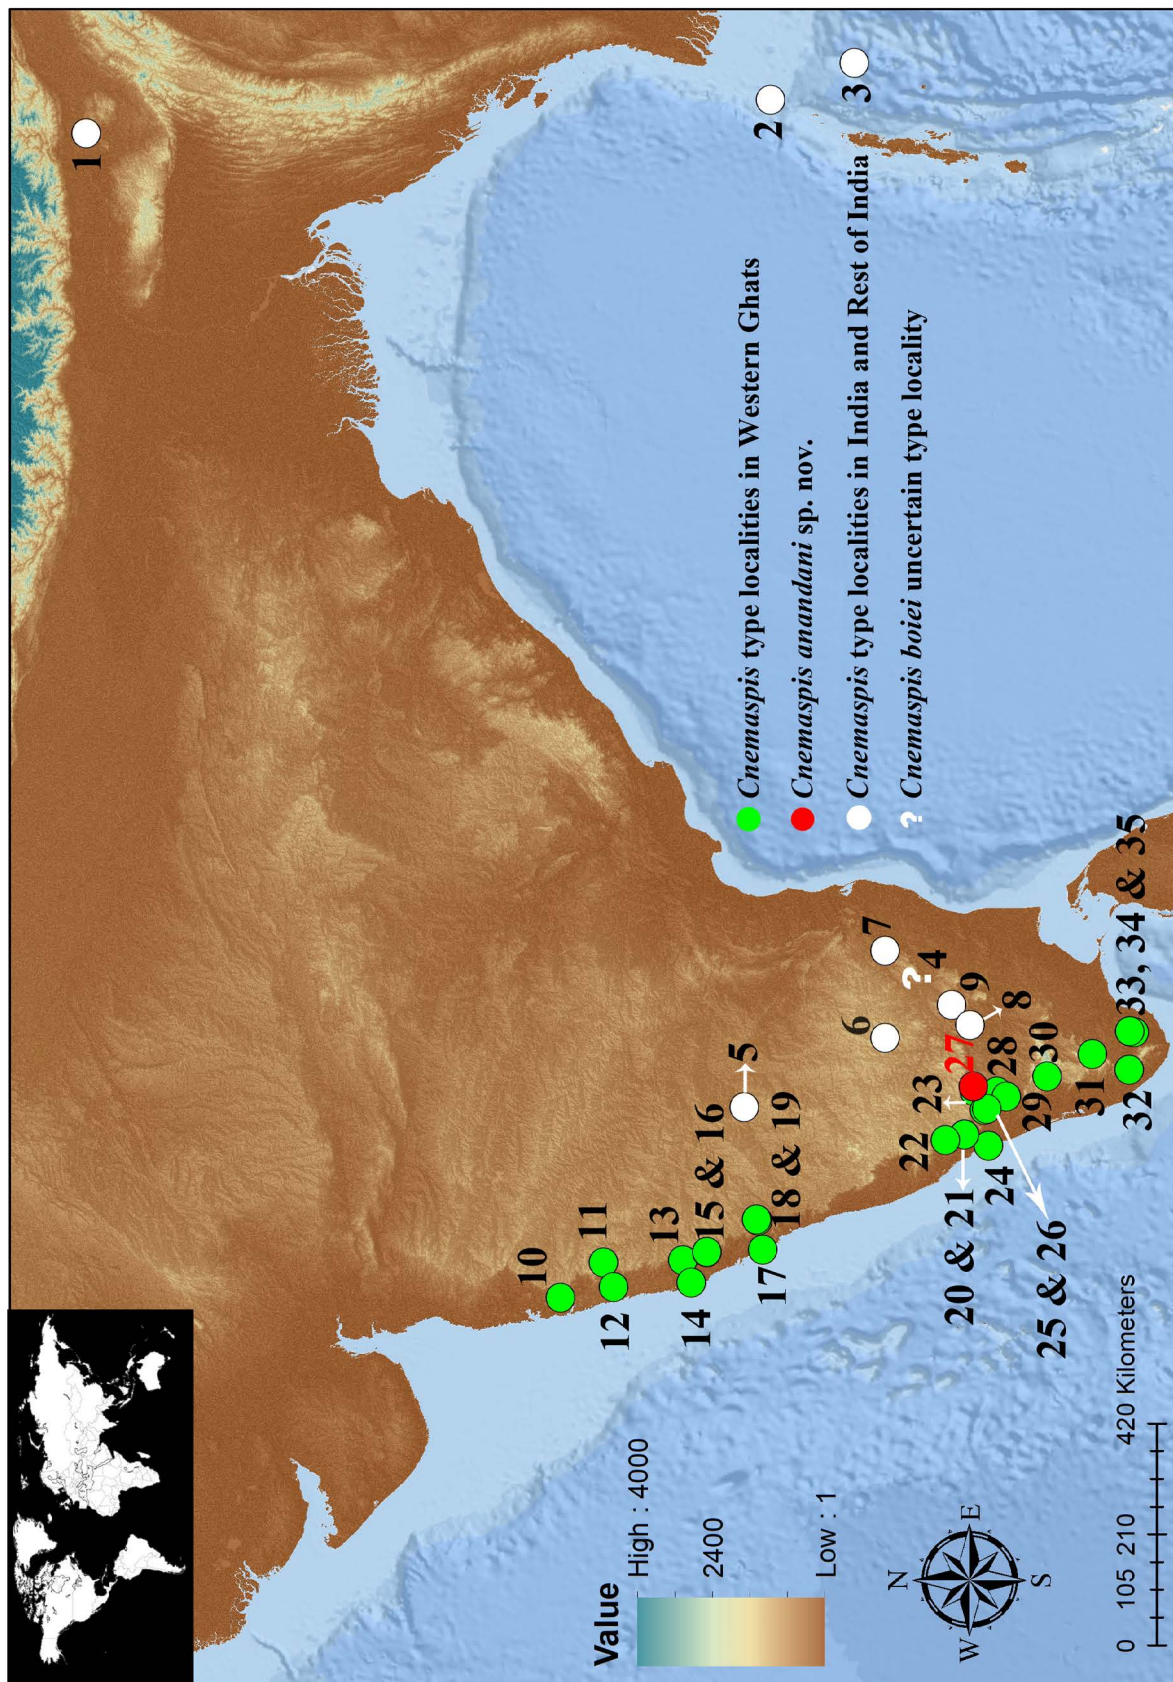 1
2
3
Cnemaspis type localities in Western Ghats
Cnemaspis anandani sp. nov.
Cnemaspis type localities in India and Rest of India
? Cnemaspis boiei uncertain type locality
10
11
12
13
14
15 & 16
5
17
18 & 19
6
7
? 4
9
8
22
23
27
28
20 & 21
24
25 & 26
29
30
31
32
33, 34 & 35
Value
High : 4000
2400
Low : 1
N
W
E
S
0 105 210 420 Kilometers